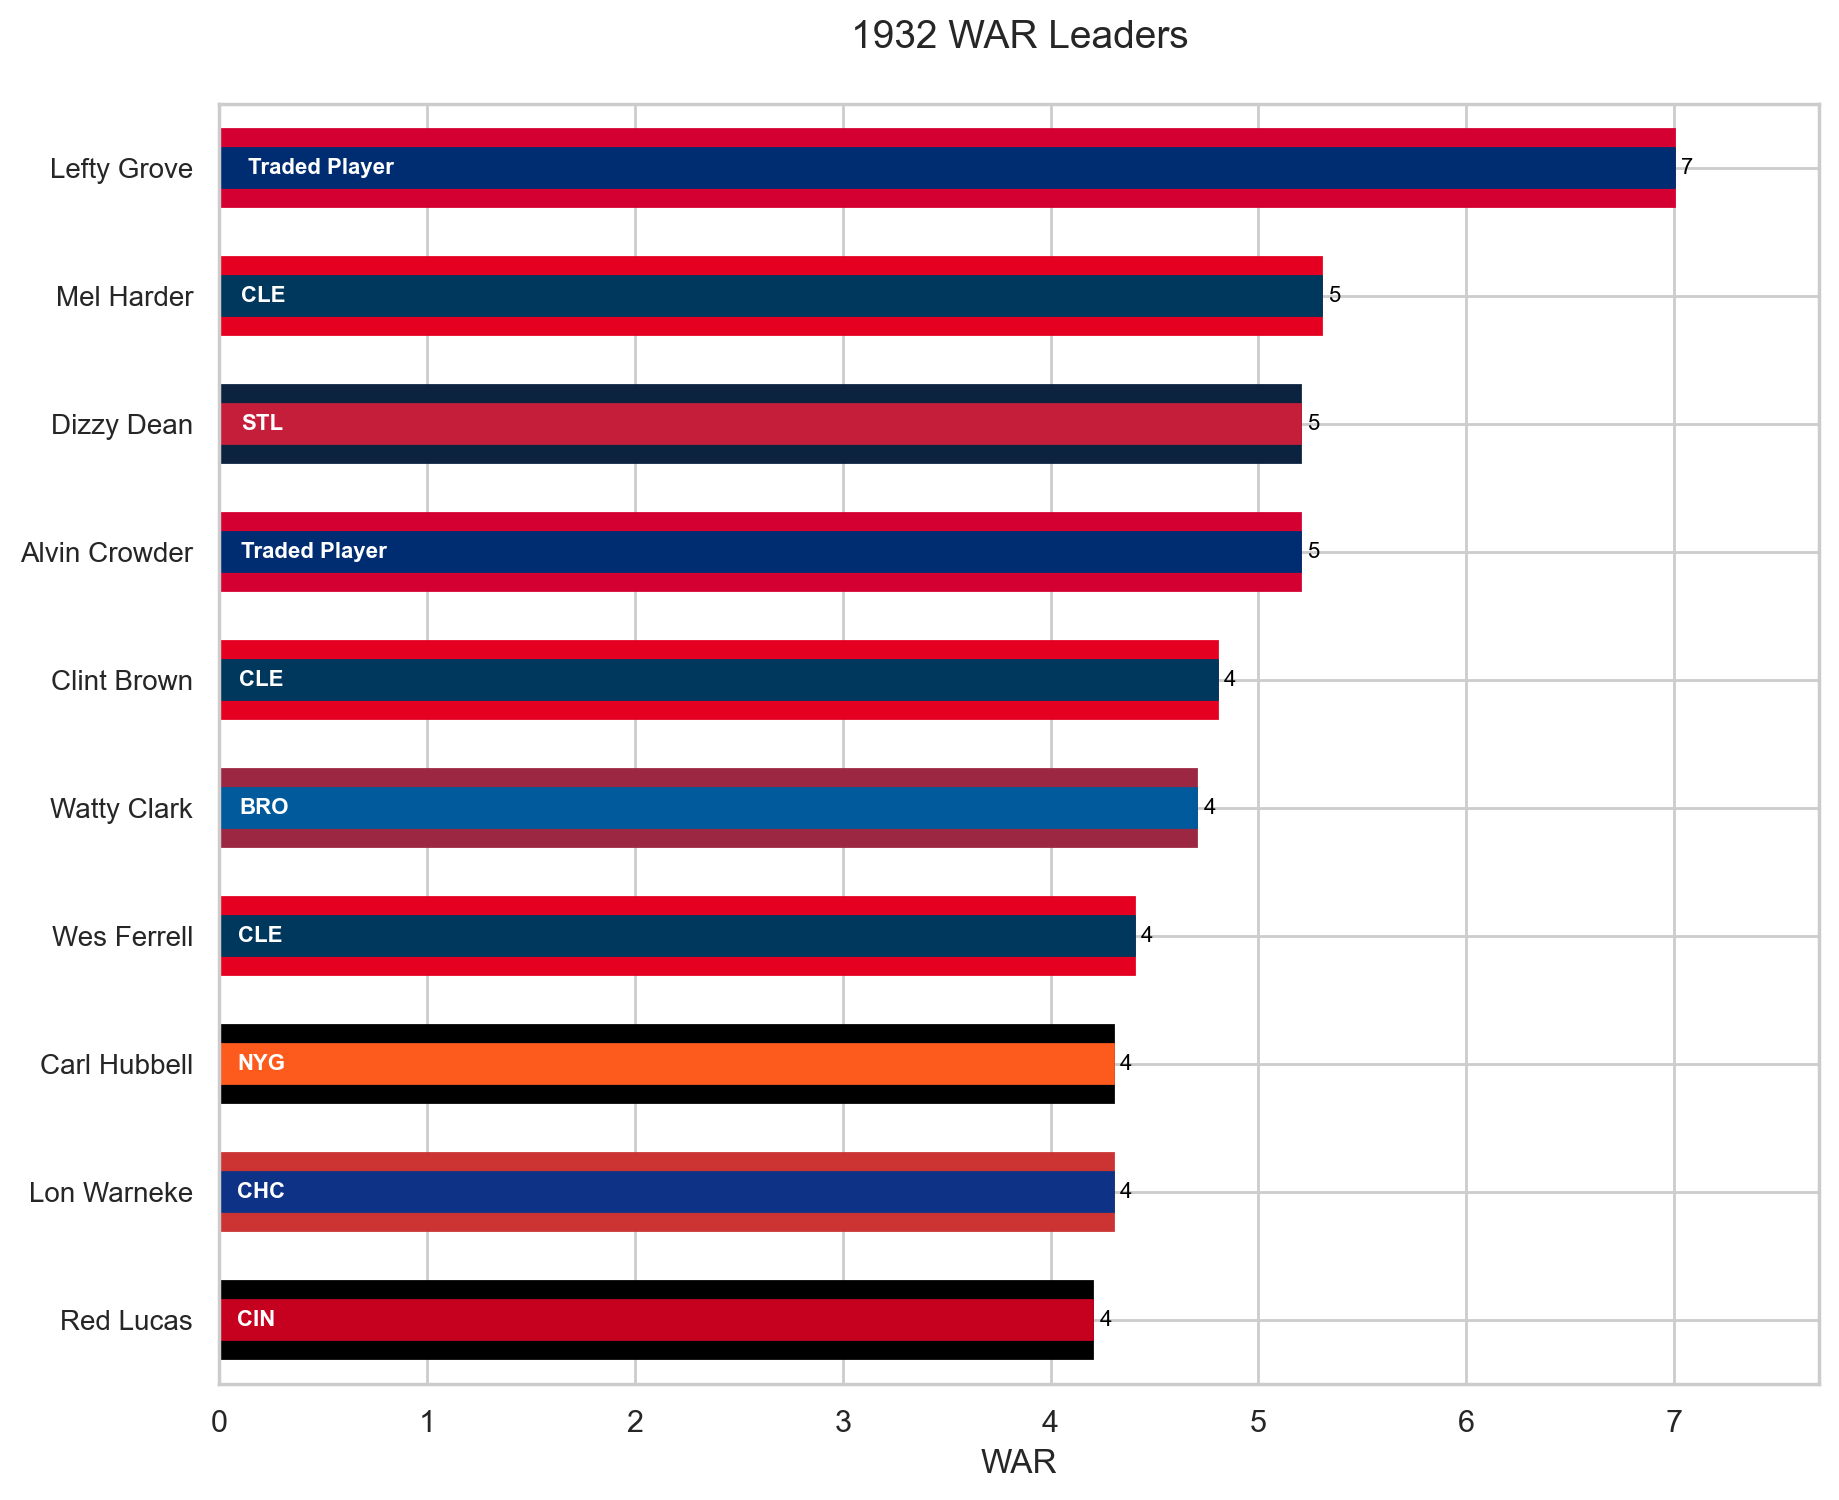 1932 WAR Leaders
Lefty Grove
Traded Player
7
Mel Harder
CLE
5
Dizzy Dean
STL
5
Alvin Crowder
Traded Player
5
Clint Brown
CLE
4
Watty Clark
BRO
4
Wes Ferrell
CLE
4
Carl Hubbell
NYG
4
Lon Warneke
CHC
4
Red Lucas
CIN
4
0 1 2 3 4 5 6 7
WAR